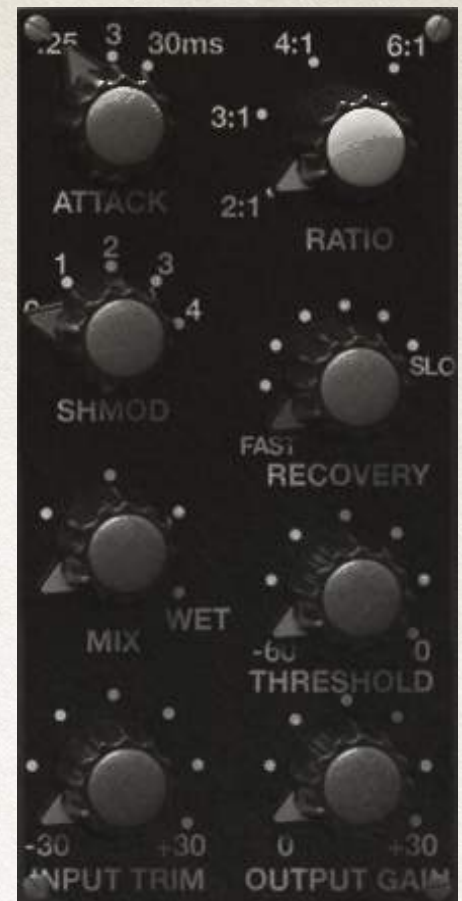 .25 3 30ms
4:1 6:1
3:1
2:1
ATTACK
RATIO
1 2 3 4
SHMOD
SLO
FAST
RECOVERY
WET
MIX
-60 0
THRESHOLD
-30 +30
INPUT TRIM
0 +30
OUTPUT GAIN